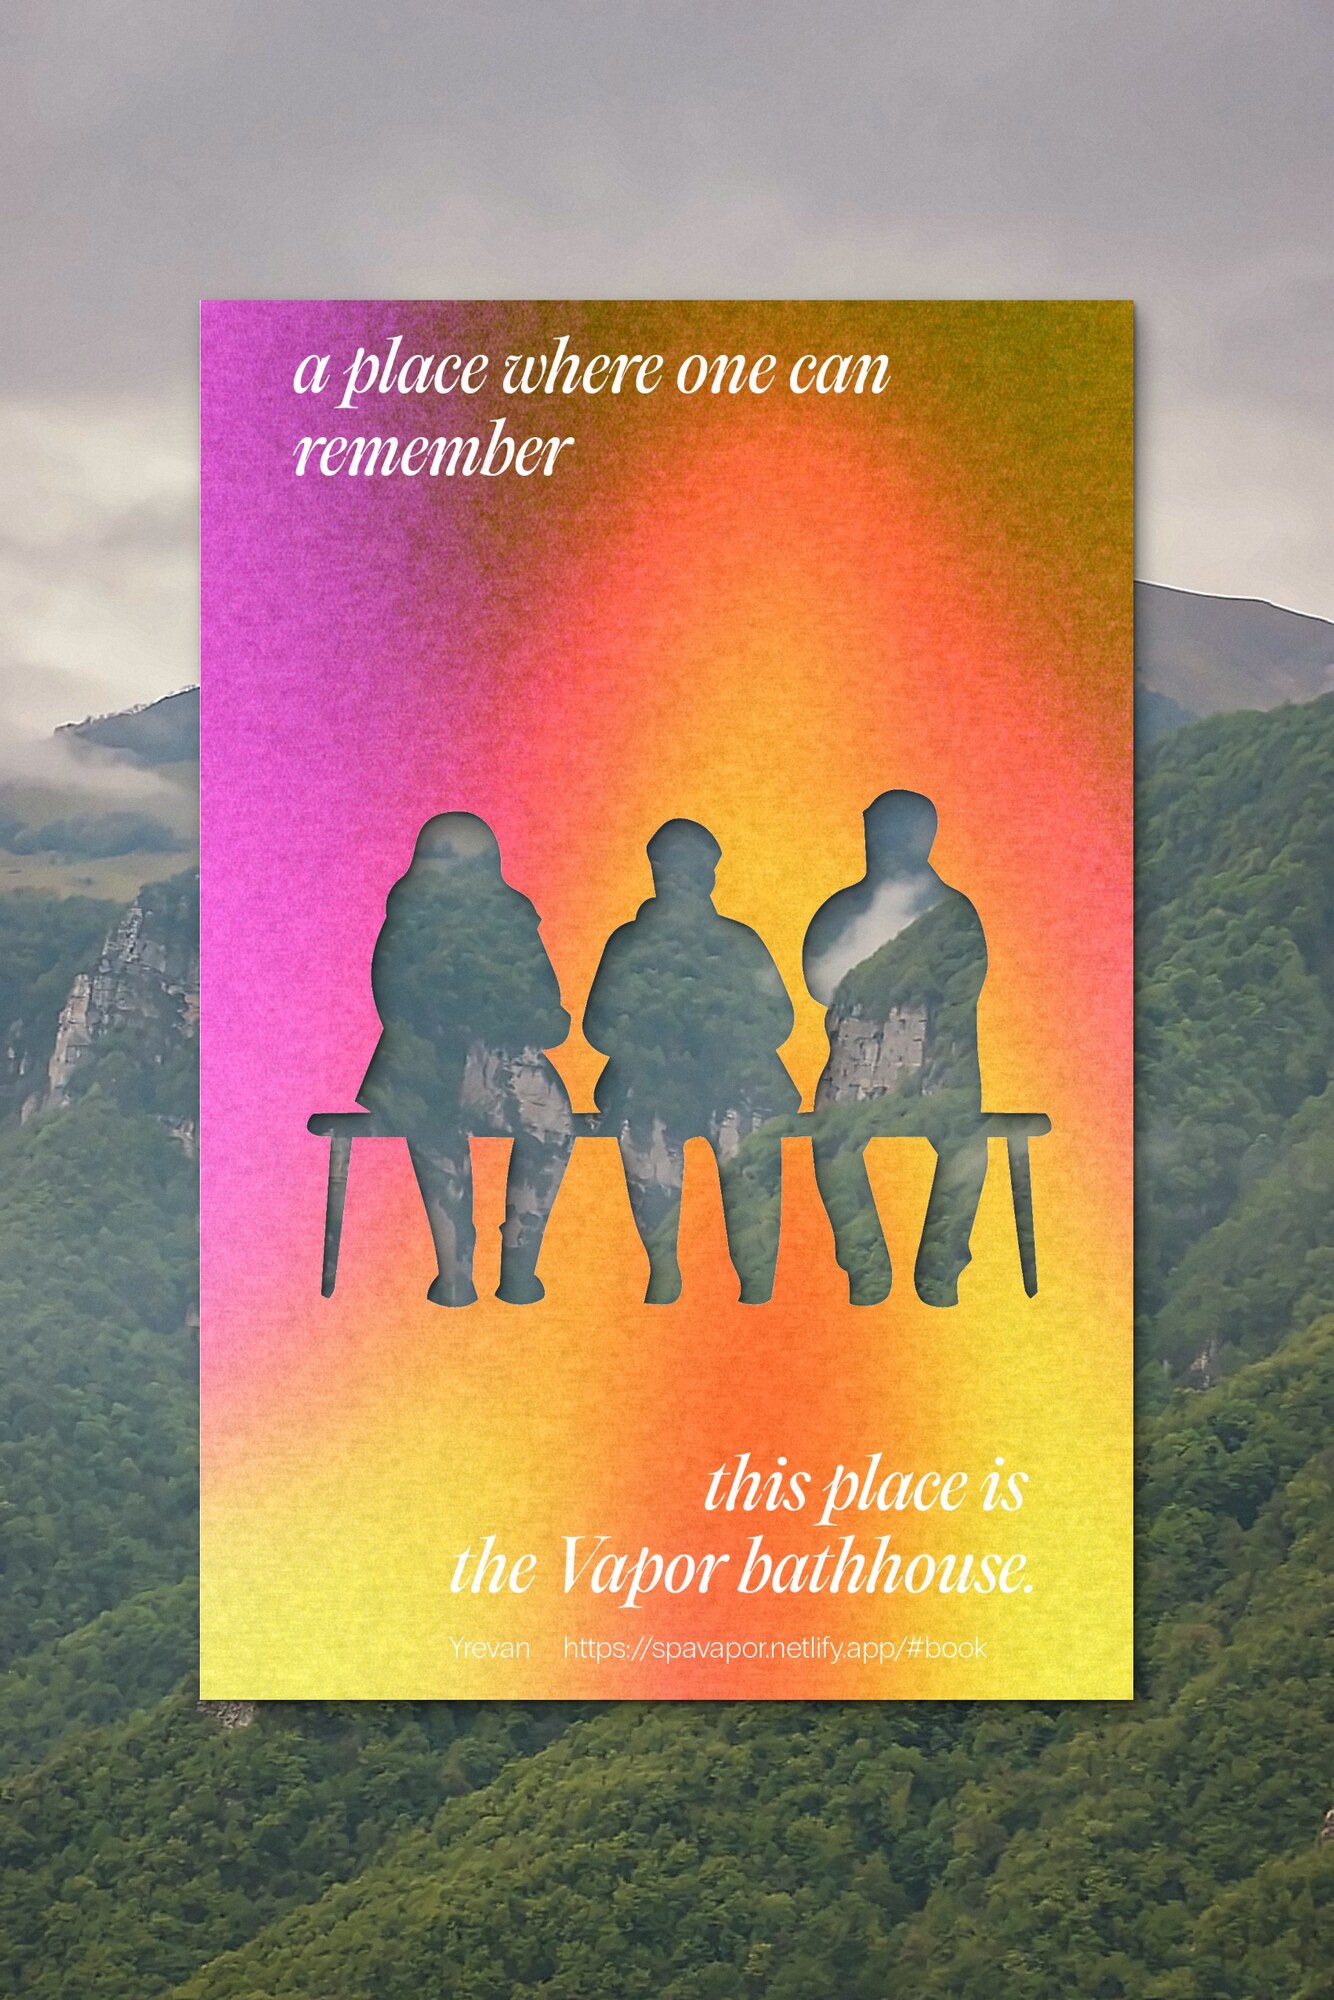 a place where one can
remember
this place is
the Vapor bathhouse.
Yrevan https://spavapor.netlify.app/#book